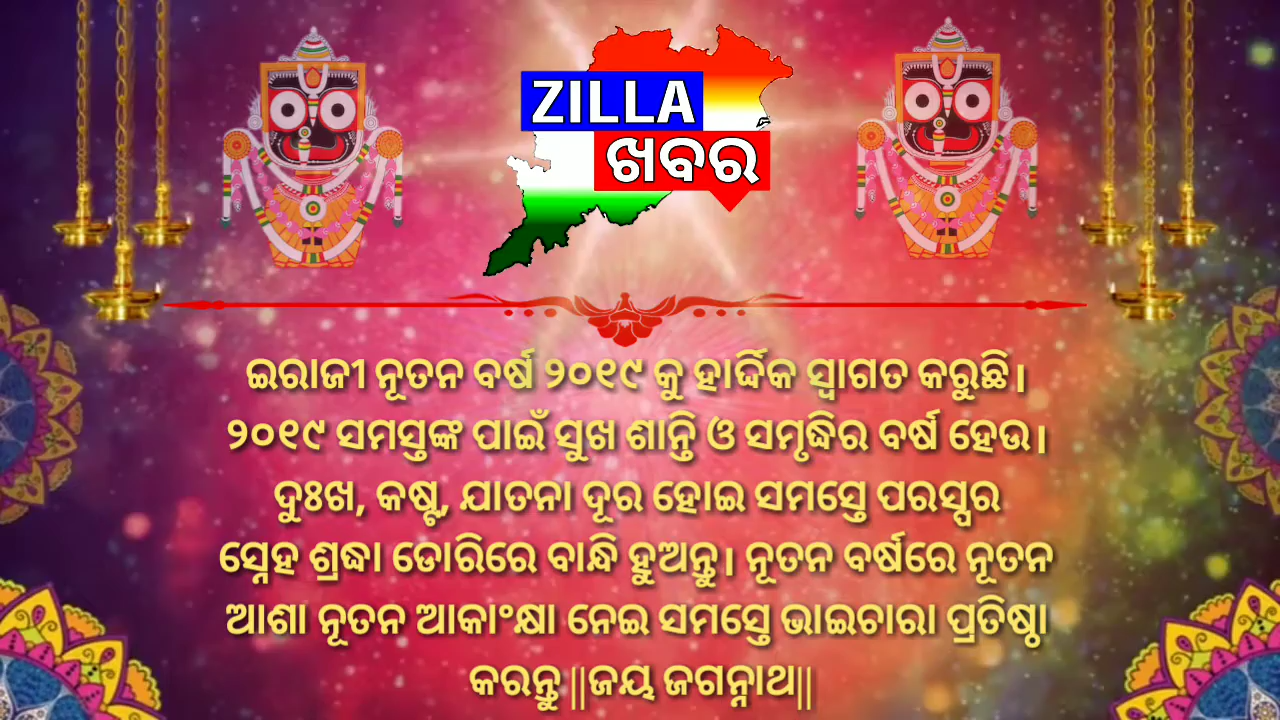 ZILLA
ଖବର
ଇରାଜୀ ନୂତନ ବର୍ଷ ୨୦୧୯ କୁ ହାର୍ଦ୍ଦିକ ସ୍ୱାଗତ କରୁଛି।
୨୦୧୯ ସମସ୍ତଙ୍କ ପାଇଁ ସୁଖ ଶାନ୍ତି ଓ ସମୃଦ୍ଧିର ବର୍ଷ ହେଉ।
ଦୁଃଖ, କଷ୍ଟ, ଯାତନା ଦୂର ହୋଇ ସମସ୍ତେ ପରସ୍ପର
ସ୍ନେହ ଶ୍ରଦ୍ଧା ଡୋରିରେ ବାନ୍ଧି ହୁଅନ୍ତୁ। ନୂତନ ବର୍ଷରେ ନୂତନ
ଆଶା ନୂତନ ଆକାଂକ୍ଷା ନେଇ ସମସ୍ତେ ଭାଇଚାରା ପ୍ରତିଷ୍ଠା
କରନ୍ତୁ ||ଜୟ ଜଗନ୍ନାଥ||